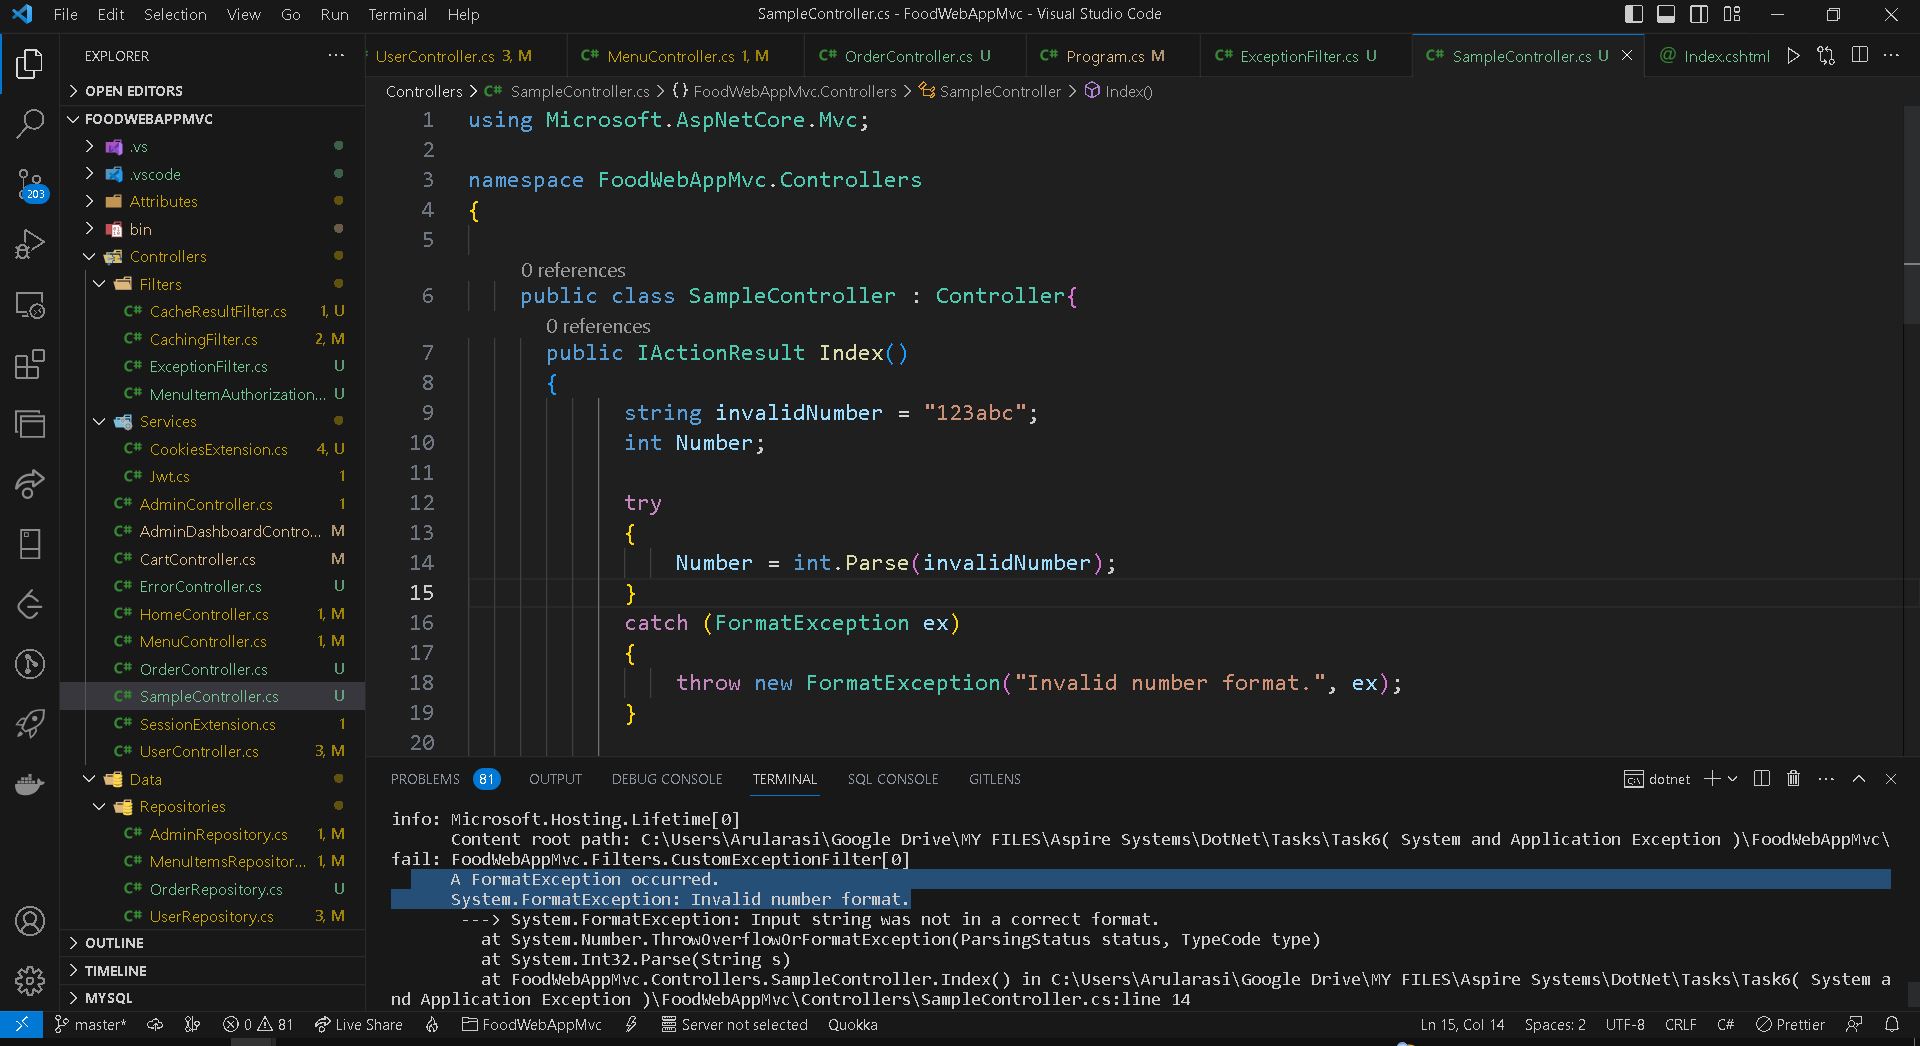 File Edit Selection View Go Run Terminal Help
SampleController.cs - FoodWebAppMvc - Visual Studio Code
EXPLORER
UserController.cs 3, M
C# MenuController.cs 1, M
C# OrderController.cs U
C# Program.cs M
C# ExceptionFilter.cs U
C# SampleController.cs U
@ Index.cshtml
OPEN EDITORS
FOODWEBAPPMVC
.vs
.vscode
Attributes
bin
Controllers
Filters
C# CacheResultFilter.cs 1, U
C# CachingFilter.cs 2, M
C# ExceptionFilter.cs U
C# MenuItemAuthorization... U
Services
C# CookiesExtension.cs 4, U
C# Jwt.cs 1
C# AdminController.cs 1
C# AdminDashboardContro... M
C# CartController.cs M
C# ErrorController.cs U
C# HomeController.cs 1, M
C# MenuController.cs 1, M
C# OrderController.cs U
C# SampleController.cs U
C# SessionExtension.cs 1
C# UserController.cs 3, M
Data
Repositories
C# AdminRepository.cs 1, M
C# MenuItemsRepositor... 1, M
C# OrderRepository.cs U
C# UserRepository.cs 3, M
OUTLINE
TIMELINE
MYSQL
203
Controllers > C# SampleController.cs > {} FoodWebAppMvc.Controllers > SampleController > Index()
1 using Microsoft.AspNetCore.Mvc;
2
3 namespace FoodWebAppMvc.Controllers
4 {
5
0 references
6 public class SampleController : Controller{
0 references
7 public IActionResult Index()
8 {
9 string invalidNumber = "123abc";
10 int Number;
11
12 try
13 {
14 Number = int.Parse(invalidNumber);
15 }
16 catch (FormatException ex)
17 {
18 throw new FormatException("Invalid number format.", ex);
19 }
20
PROBLEMS 81 OUTPUT DEBUG CONSOLE TERMINAL SQL CONSOLE GITLENS
dotnet
info: Microsoft.Hosting.Lifetime[0]
Content root path: C:\Users\Arularasi\Google Drive\MY FILES\Aspire Systems\DotNet\Tasks\Task6( System and Application Exception )\FoodWebAppMvc\
fail: FoodWebAppMvc.Filters.CustomExceptionFilter[0]
A FormatException occurred.
System.FormatException: Invalid number format.
---> System.FormatException: Input string was not in a correct format.
at System.Number.ThrowOverflowOrFormatException(ParsingStatus status, TypeCode type)
at System.Int32.Parse(String s)
at FoodWebAppMvc.Controllers.SampleController.Index() in C:\Users\Arularasi\Google Drive\MY FILES\Aspire Systems\DotNet\Tasks\Task6( System a
nd Application Exception )\FoodWebAppMvc\Controllers\SampleController.cs:line 14
master* 0 81 Live Share FoodWebAppMvc Server not selected Quokka
Ln 15, Col 14 Spaces: 2 UTF-8 CRLF C# Prettier